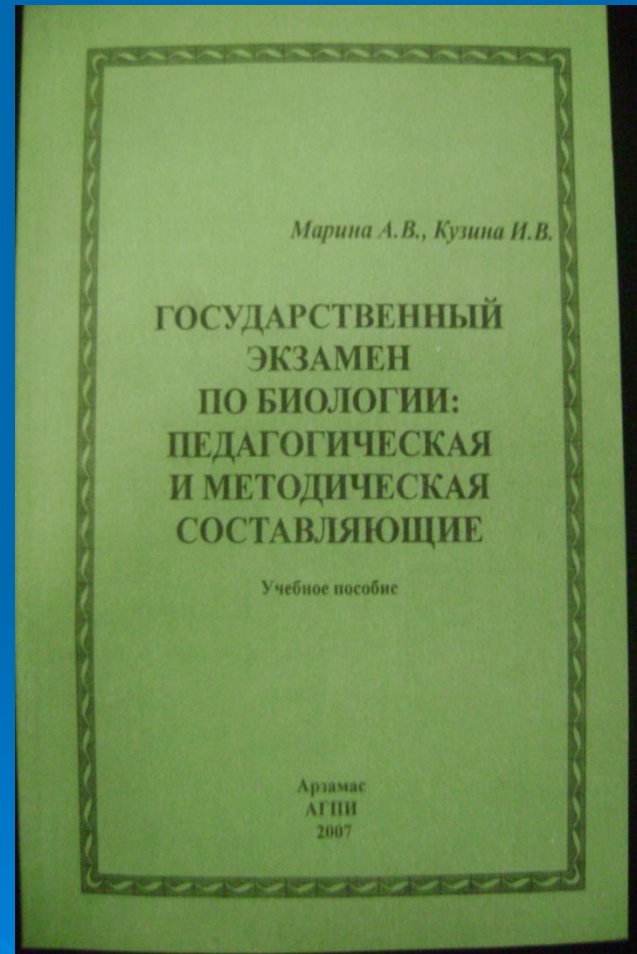 Марина А.В., Кузина И.В.
ГОСУДАРСТВЕННЫЙ
ЭКЗАМЕН
ПО БИОЛОГИИ:
ПЕДАГОГИЧЕСКАЯ
И МЕТОДИЧЕСКАЯ
СОСТАВЛЯЮЩИЕ
Учебное пособие
Арзамас
АГПИ
2007